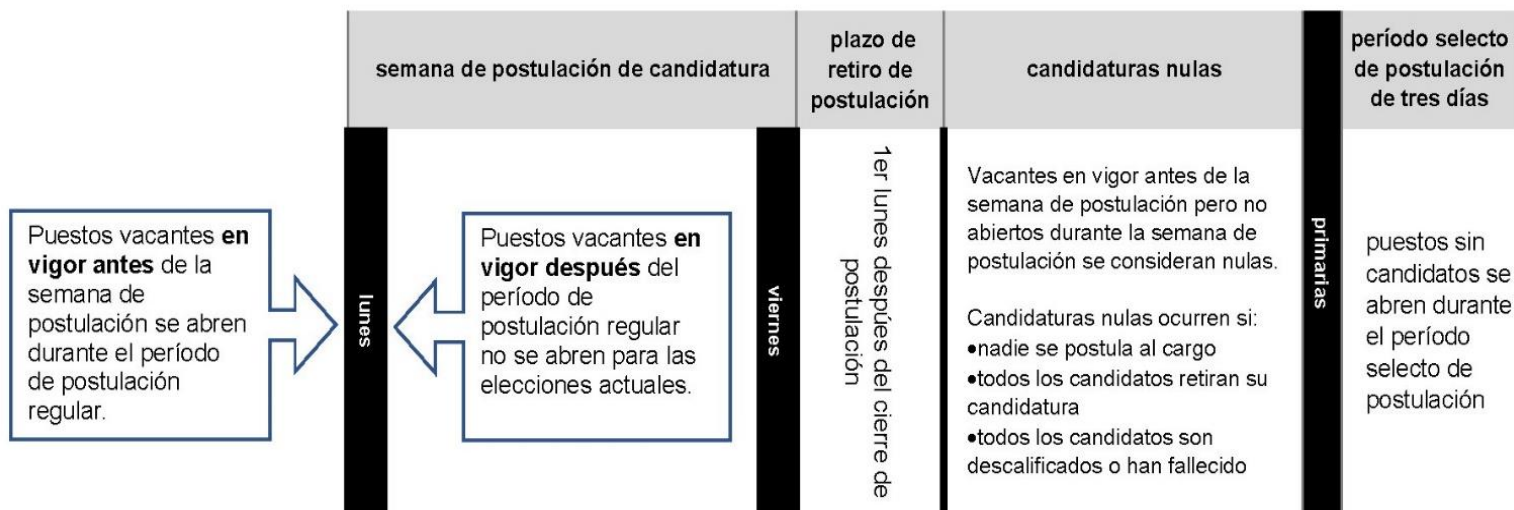 semana de postulación de candidatura
plazo de
retiro de
postulación
candidaturas nulas
período selecto
de postulación
de tres días
Puestos vacantes en
vigor antes de la
semana de
postulación se abren
durante el período
de postulación
regular.
lunes
Puestos vacantes en
vigor después del
período de
postulación regular
no se abren para las
elecciones actuales.
viernes
1er lunes despúes del cierre de
postulación
Vacantes en vigor antes de la
semana de postulación pero no
abiertos durante la semana de
postulación se consideran nulas.
Candidaturas nulas ocurren si:
•nadie se postula al cargo
•todos los candidatos retiran su
candidatura
•todos los candidatos son
descalificados o han fallecido
primarias
puestos sin
candidatos se
abren durante
el período
selecto de
postulación